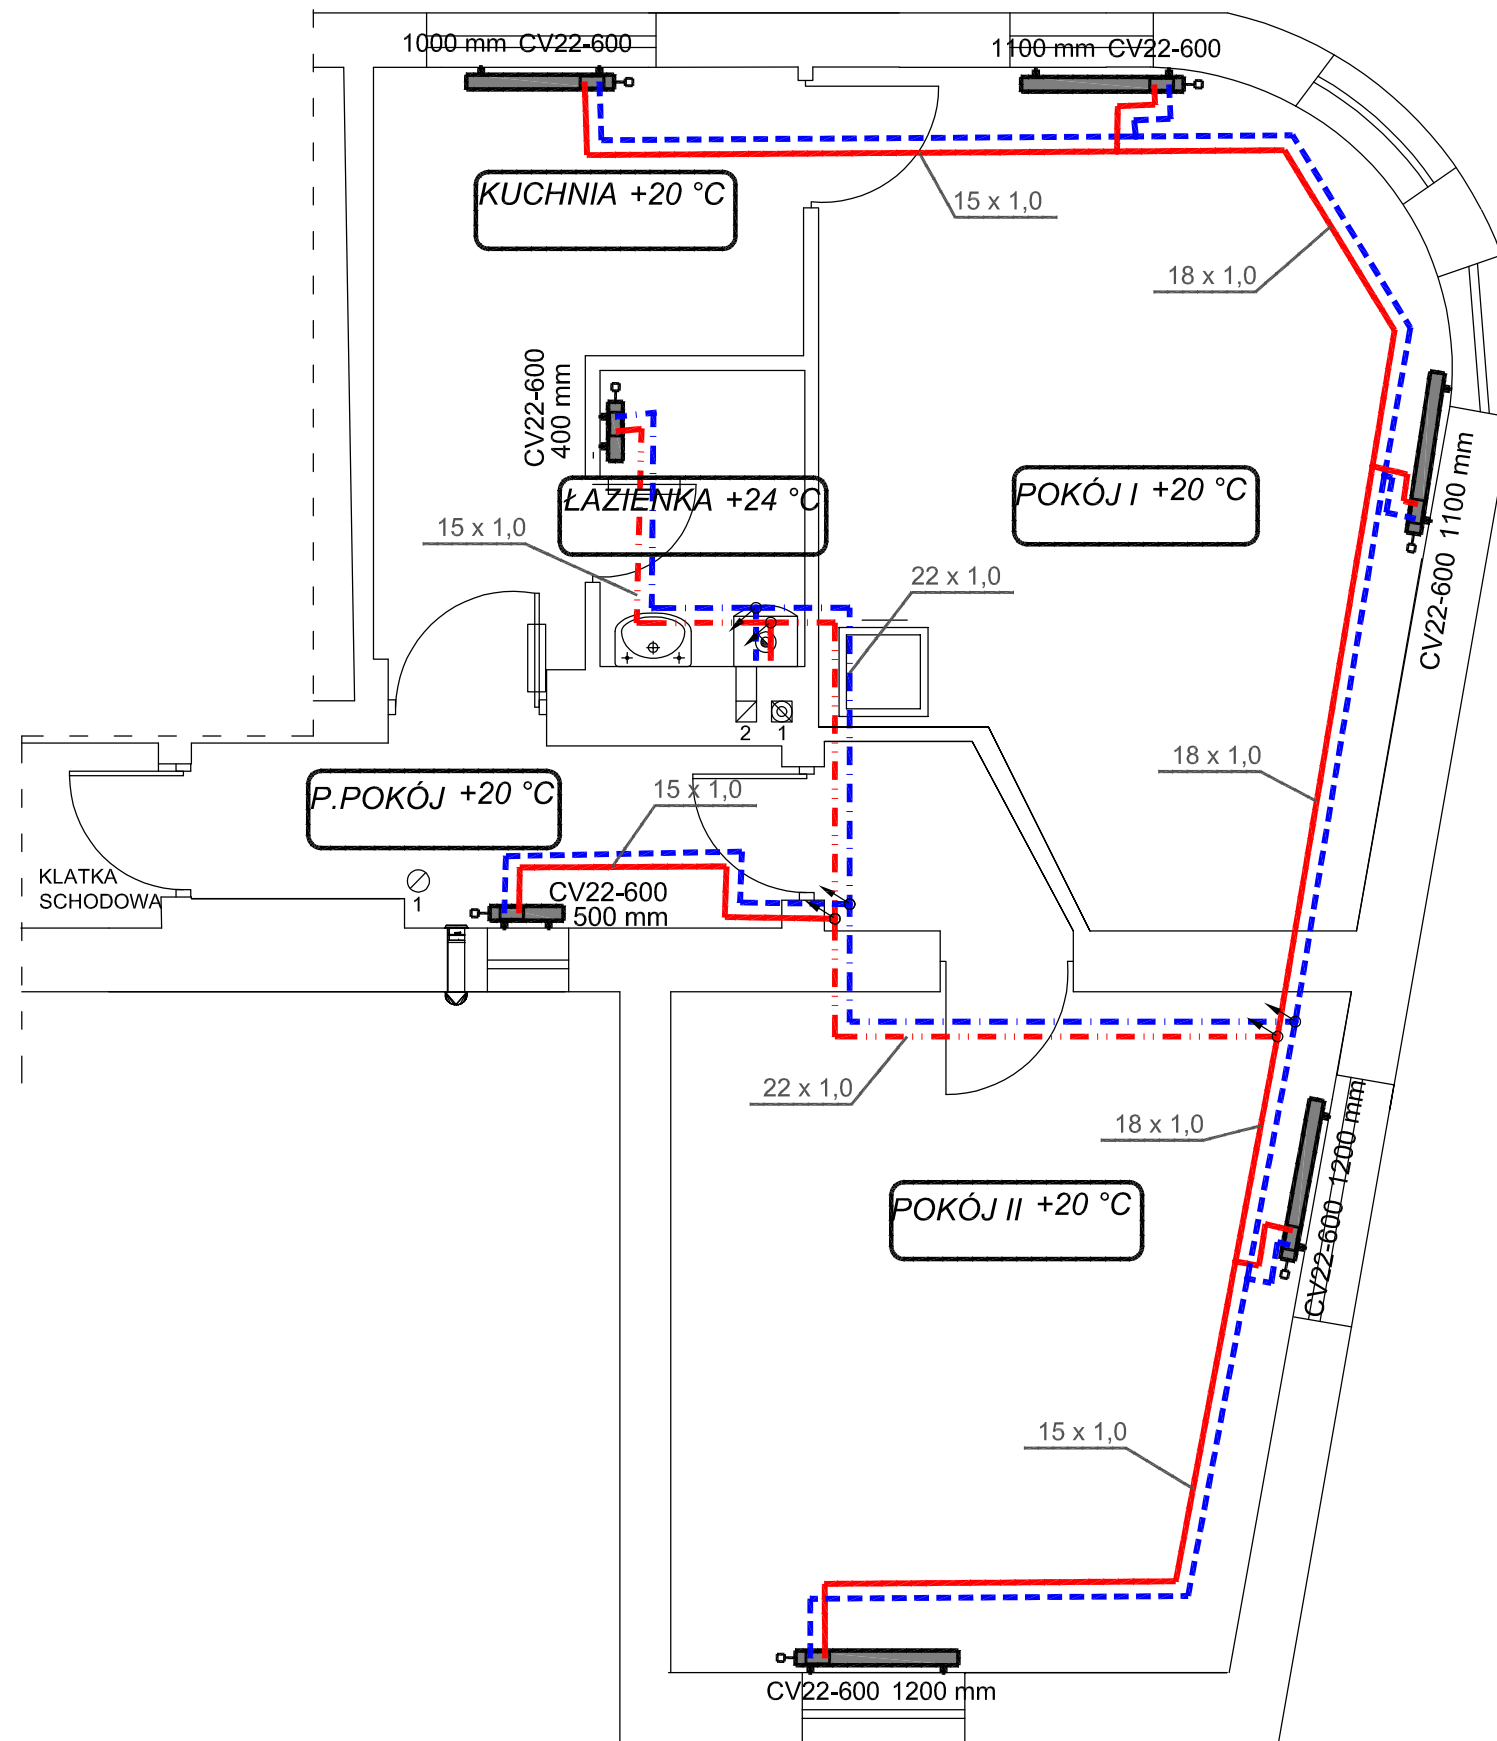 1000 mm CV22-600
1100 mm CV22-600
KUCHNIA +20 °C
15 x 1,0
18 x 1,0
CV22-600
400 mm
ŁAZIENKA +24 °C
POKÓJ I +20 °C
CV22-600 1100 mm
15 x 1,0
22 x 1,0
2
1
18 x 1,0
P.POKÓJ +20 °C
15 x 1,0
KLATKA
SCHODOWA
1
CV22-600
500 mm
22 x 1,0
18 x 1,0
CV22-600 1200 mm
POKÓJ II +20 °C
15 x 1,0
CV22-600 1200 mm